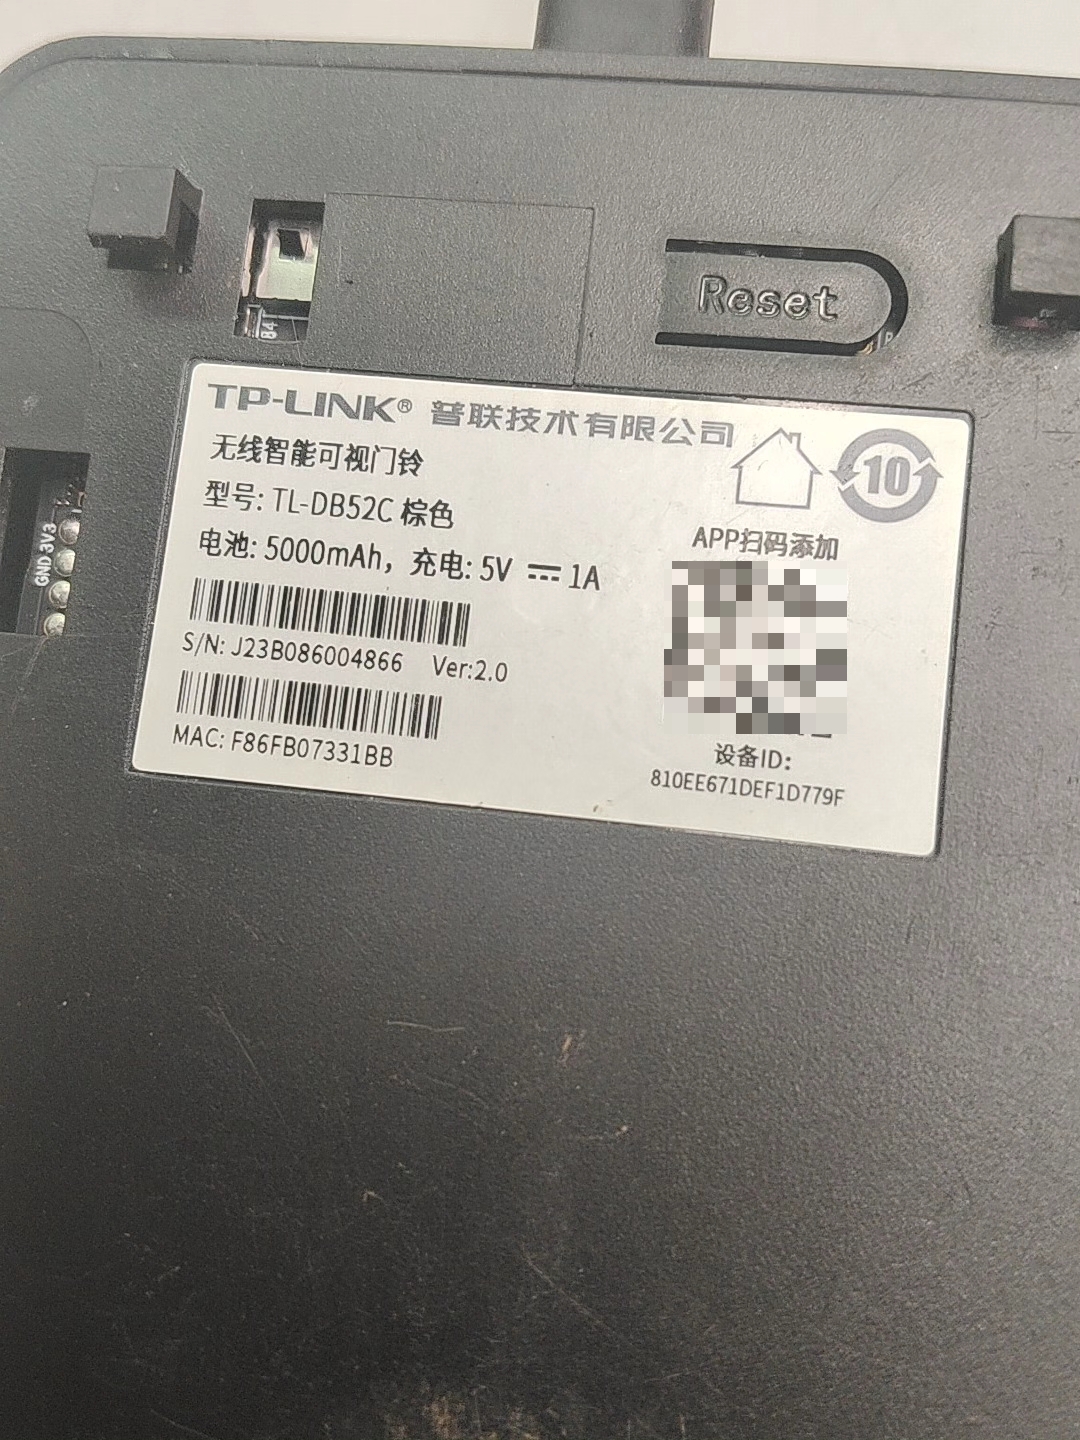 Reset
84
GND 3V3
TP-LINK® 普联技术有限公司
无线智能可视门铃
型号: TL-DB52C 棕色
电池: 5000mAh, 充电: 5V ⎓ 1A
S/N: J23B086004866 Ver:2.0
MAC: F86FB07331BB
10
APP扫码添加
设备ID:
810EE671DEF1D779F